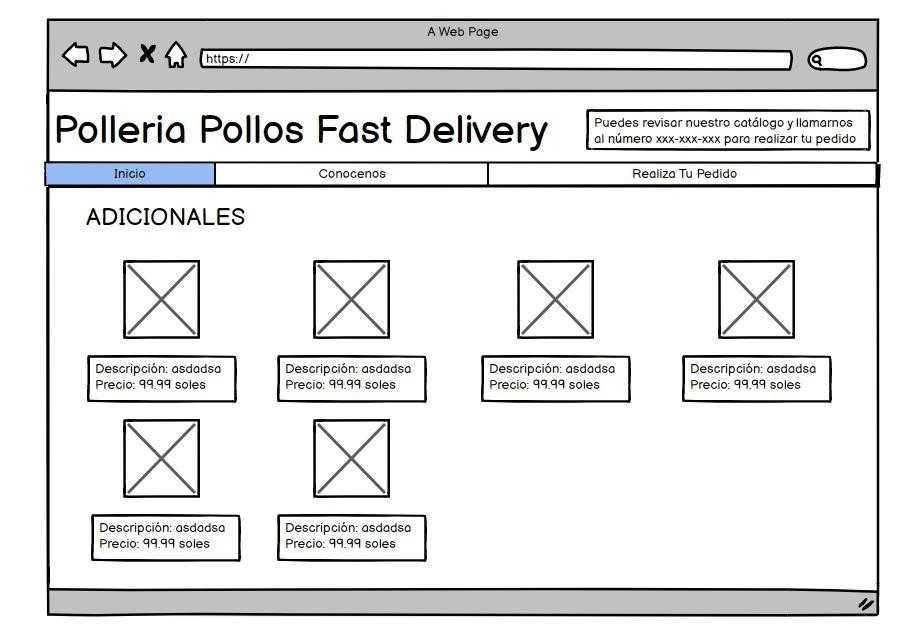 A Web Page
https://
Polleria Pollos Fast Delivery
Puedes revisar nuestro catálogo y llamarnos
al número xxx-xxx-xxx para realizar tu pedido
Inicio
Conocenos
Realiza Tu Pedido
ADICIONALES
Descripción: asdadsa
Precio: 99.99 soles
Descripción: asdadsa
Precio: 99.99 soles
Descripción: asdadsa
Precio: 99.99 soles
Descripción: asdadsa
Precio: 99.99 soles
Descripción: asdadsa
Precio: 99.99 soles
Descripción: asdadsa
Precio: 99.99 soles